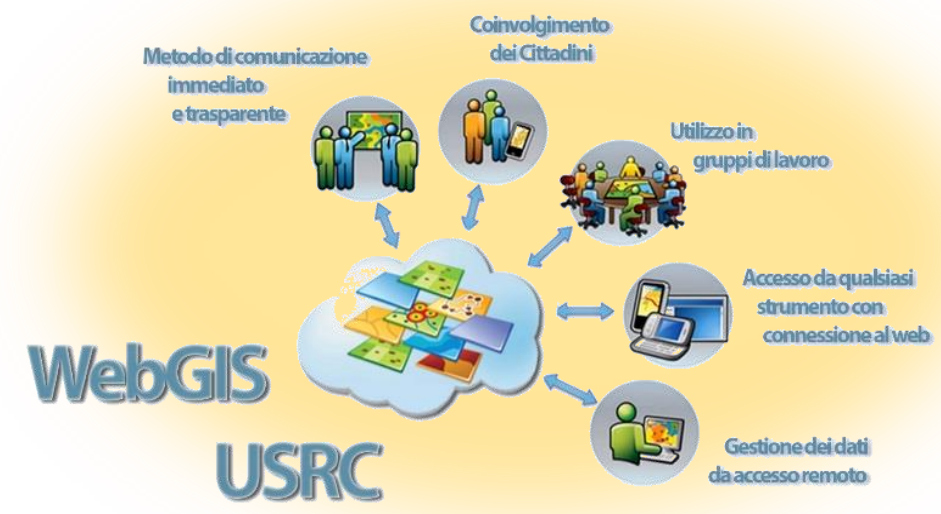 Coinvolgimento
dei Cittadini
Metodo di comunicazione
immediato
e trasparente
Utilizzo in
gruppi di lavoro
Accesso da qualsiasi
strumento con
connessione al web
WebGIS
USRC
Gestione dei dati
da accesso remoto